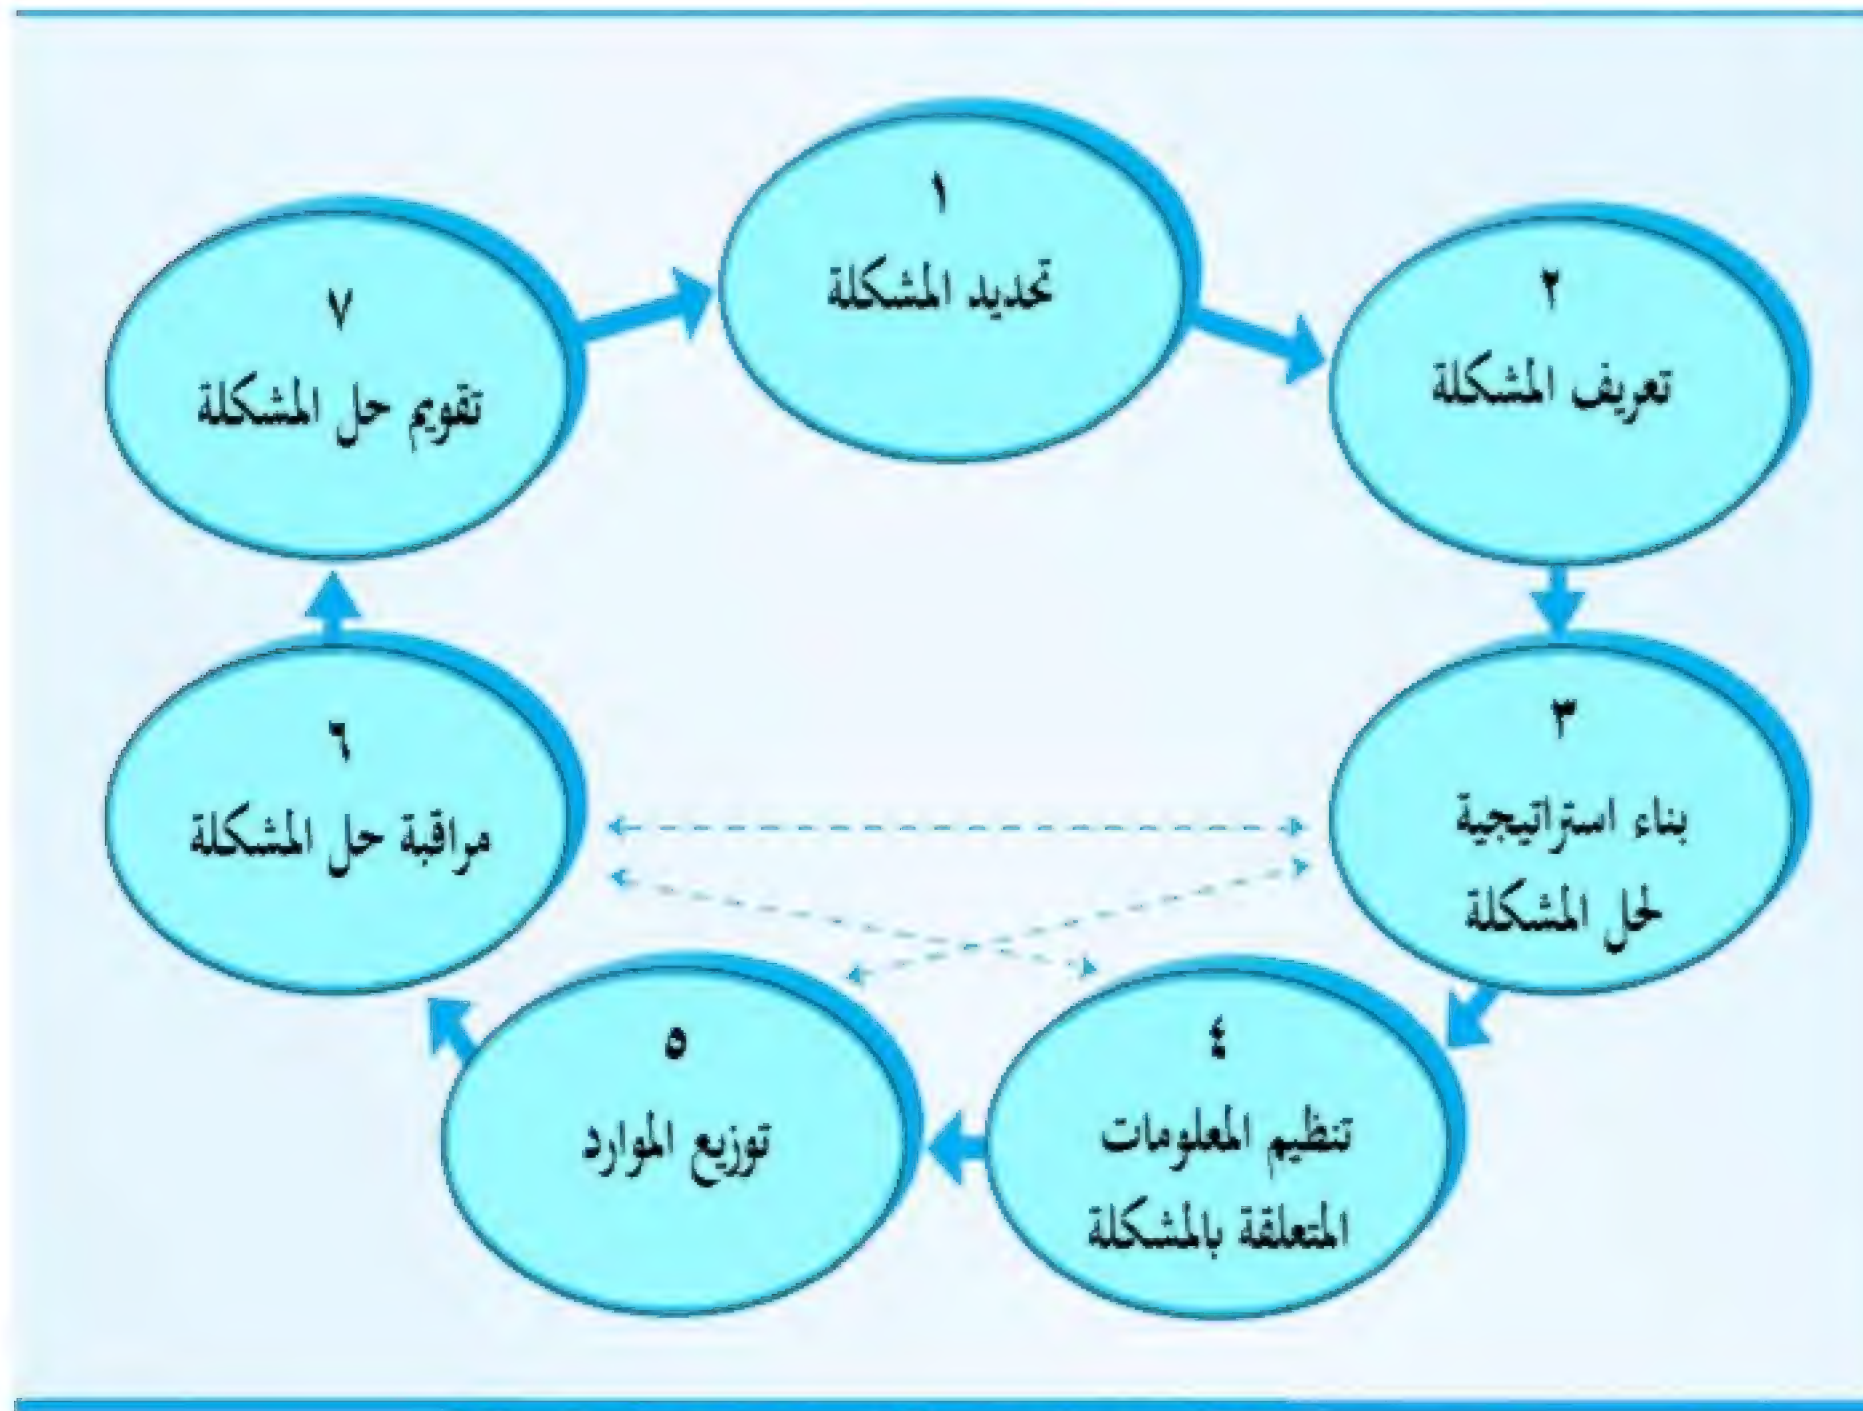 ١
تحديد المشكلة
٢
تعريف المشكلة
٣
بناء استراتيجية
لحل المشكلة
٤
تنظيم المعلومات
المتعلقة بالمشكلة
٥
توزيع الموارد
٦
مراقبة حل المشكلة
٧
تقويم حل المشكلة